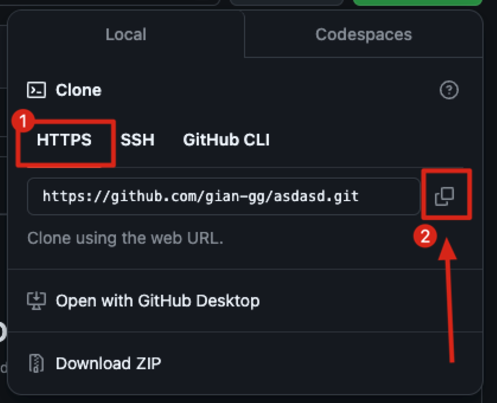 Local Codespaces
Clone
1
HTTPS SSH GitHub CLI
https://github.com/gian-gg/asdasd.git
2
Clone using the web URL.
Open with GitHub Desktop
Download ZIP